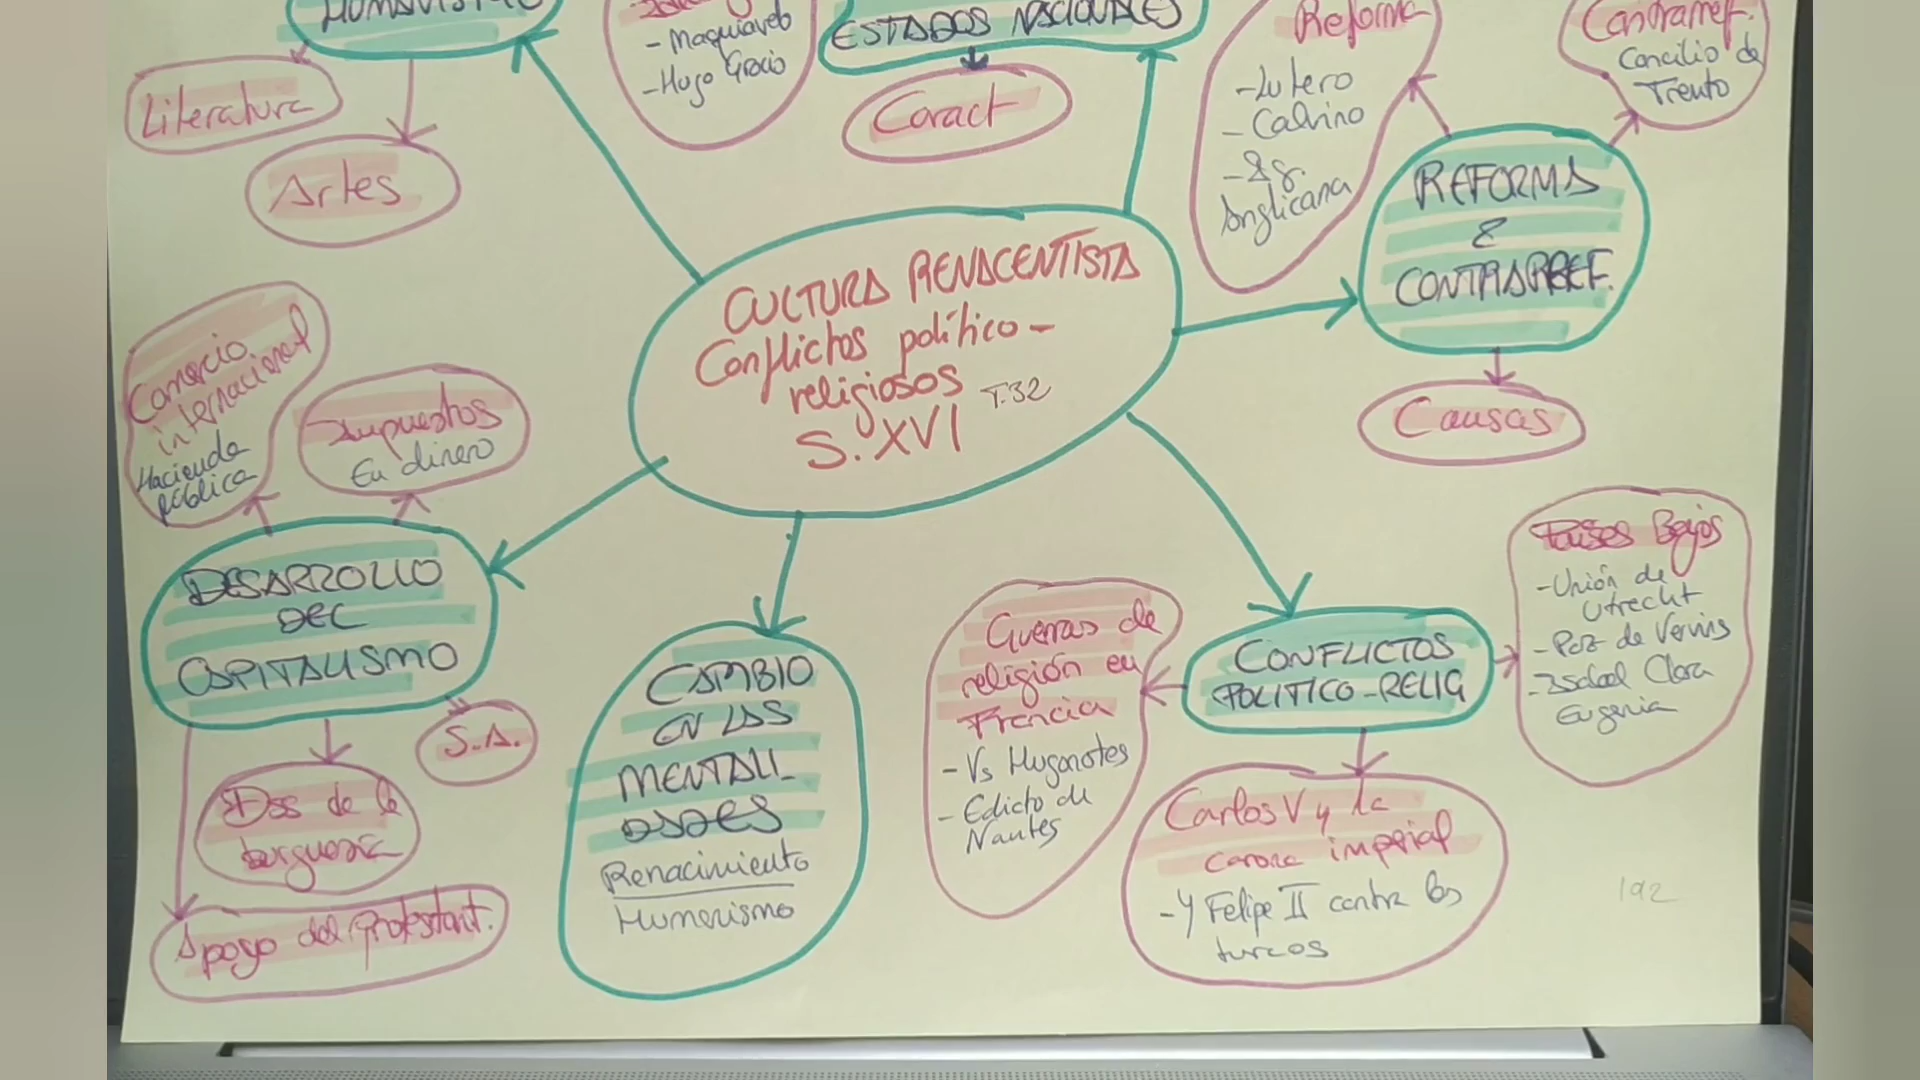 - Maquiavelo
- Hugo Grocio
ESTADOS NACIONALES
Caract
Reforma
- Lutero
- Calvino
- Ig.
Anglicana
Contrarref.
Concilio de
Trento
Literatura
Artes
REFORMA
&
CONTRARREF.
Causas
CULTURA RENACENTISTA
Conflictos político-
religiosos
T.32
S. XVI
Comercio
internacional
Hacienda
pública
Impuestos
En dinero
DESARROLLO
DEL
CAPITALISMO
S.A.
Dss de la
burguesía
Apoyo del Protestant.
CAMBIO
EN LAS
MENTALI_
DADES
Renacimiento
Humanismo
Guerras de
religión en
Francia
- Vs Hugonotes
- Edicto de
Nantes
CONFLICTOS
POLITICO-RELIG
Países Bajos
- Unión de
Utrecht
- Paz de Vervins
- Isabel Clara
Eugenia
Carlos V y la
corona imperial
- y Felipe II contra los
turcos
192